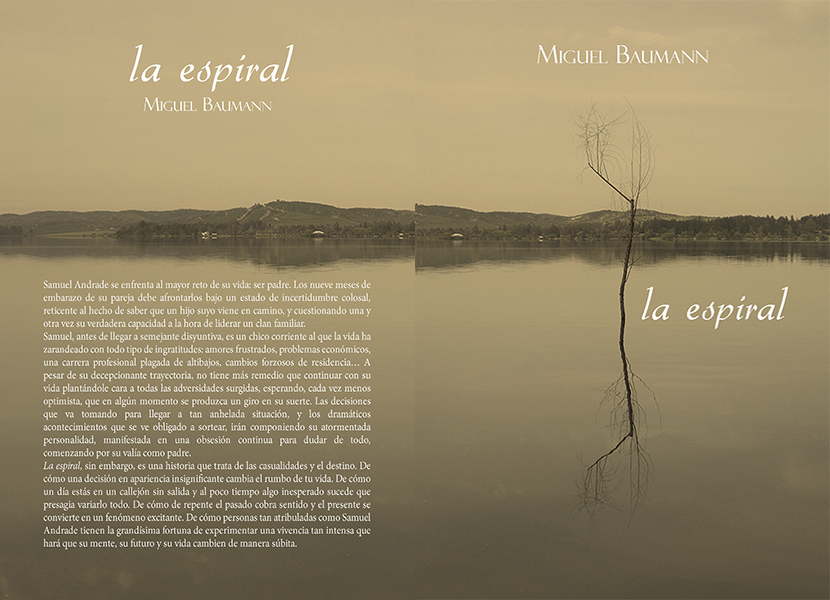 la espiral
Miguel Baumann
Samuel Andrade se enfrenta al mayor reto de su vida: ser padre. Los nueve meses de
embarazo de su pareja debe afrontarlos bajo un estado de incertidumbre colosal,
reticente al hecho de saber que un hijo suyo viene en camino, y cuestionando una y
otra vez su verdadera capacidad a la hora de liderar un clan familiar.
Samuel, antes de llegar a semejante disyuntiva, es un chico corriente al que la vida ha
zarandeado con todo tipo de ingratitudes: amores frustrados, problemas económicos,
una carrera profesional plagada de altibajos, cambios forzosos de residencia… A
pesar de su decepcionante trayectoria, no tiene más remedio que continuar con su
vida plantándole cara a todas las adversidades surgidas, esperando, cada vez menos
optimista, que en algún momento se produzca un giro en su suerte. Las decisiones
que va tomando para llegar a tan anhelada situación, y los dramáticos
acontecimientos que se ve obligado a sortear, irán componiendo su atormentada
personalidad, manifestada en una obsesión continua para dudar de todo,
comenzando por su valía como padre.
La espiral, sin embargo, es una historia que trata de las casualidades y el destino. De
cómo una decisión en apariencia insignificante cambia el rumbo de tu vida. De cómo
un día estás en un callejón sin salida y al poco tiempo algo inesperado sucede que
presagia variarlo todo. De cómo de repente el pasado cobra sentido y el presente se
convierte en un fenómeno excitante. De cómo personas tan atribuladas como Samuel
Andrade tienen la grandísima fortuna de experimentar una vivencia tan intensa que
hará que su mente, su futuro y su vida cambien de manera súbita.
Miguel Baumann
la espiral